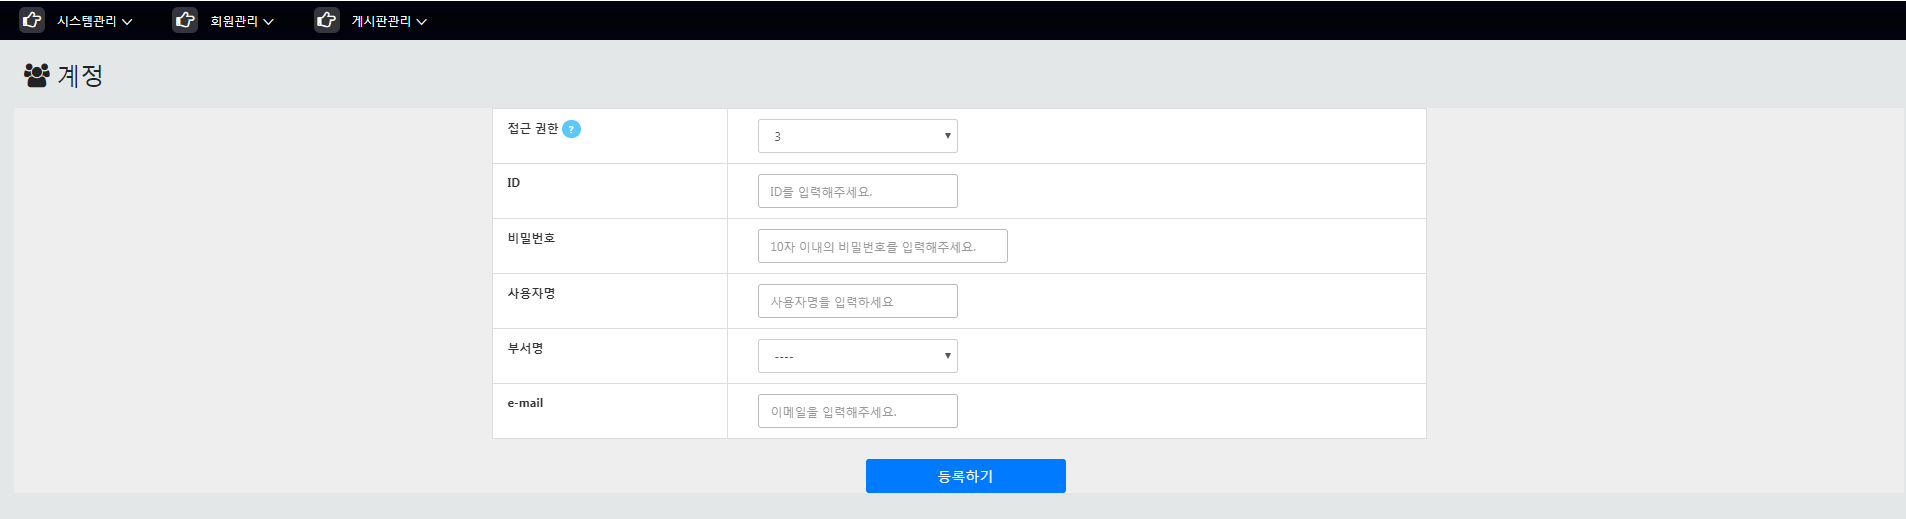 시스템관리 회원관리 게시판관리
계정
접근 권한 ? 3
ID ID를 입력해주세요.
비밀번호 10자 이내의 비밀번호를 입력해주세요.
사용자명 사용자명을 입력하세요
부서명 ----
e-mail 이메일을 입력해주세요.
등록하기